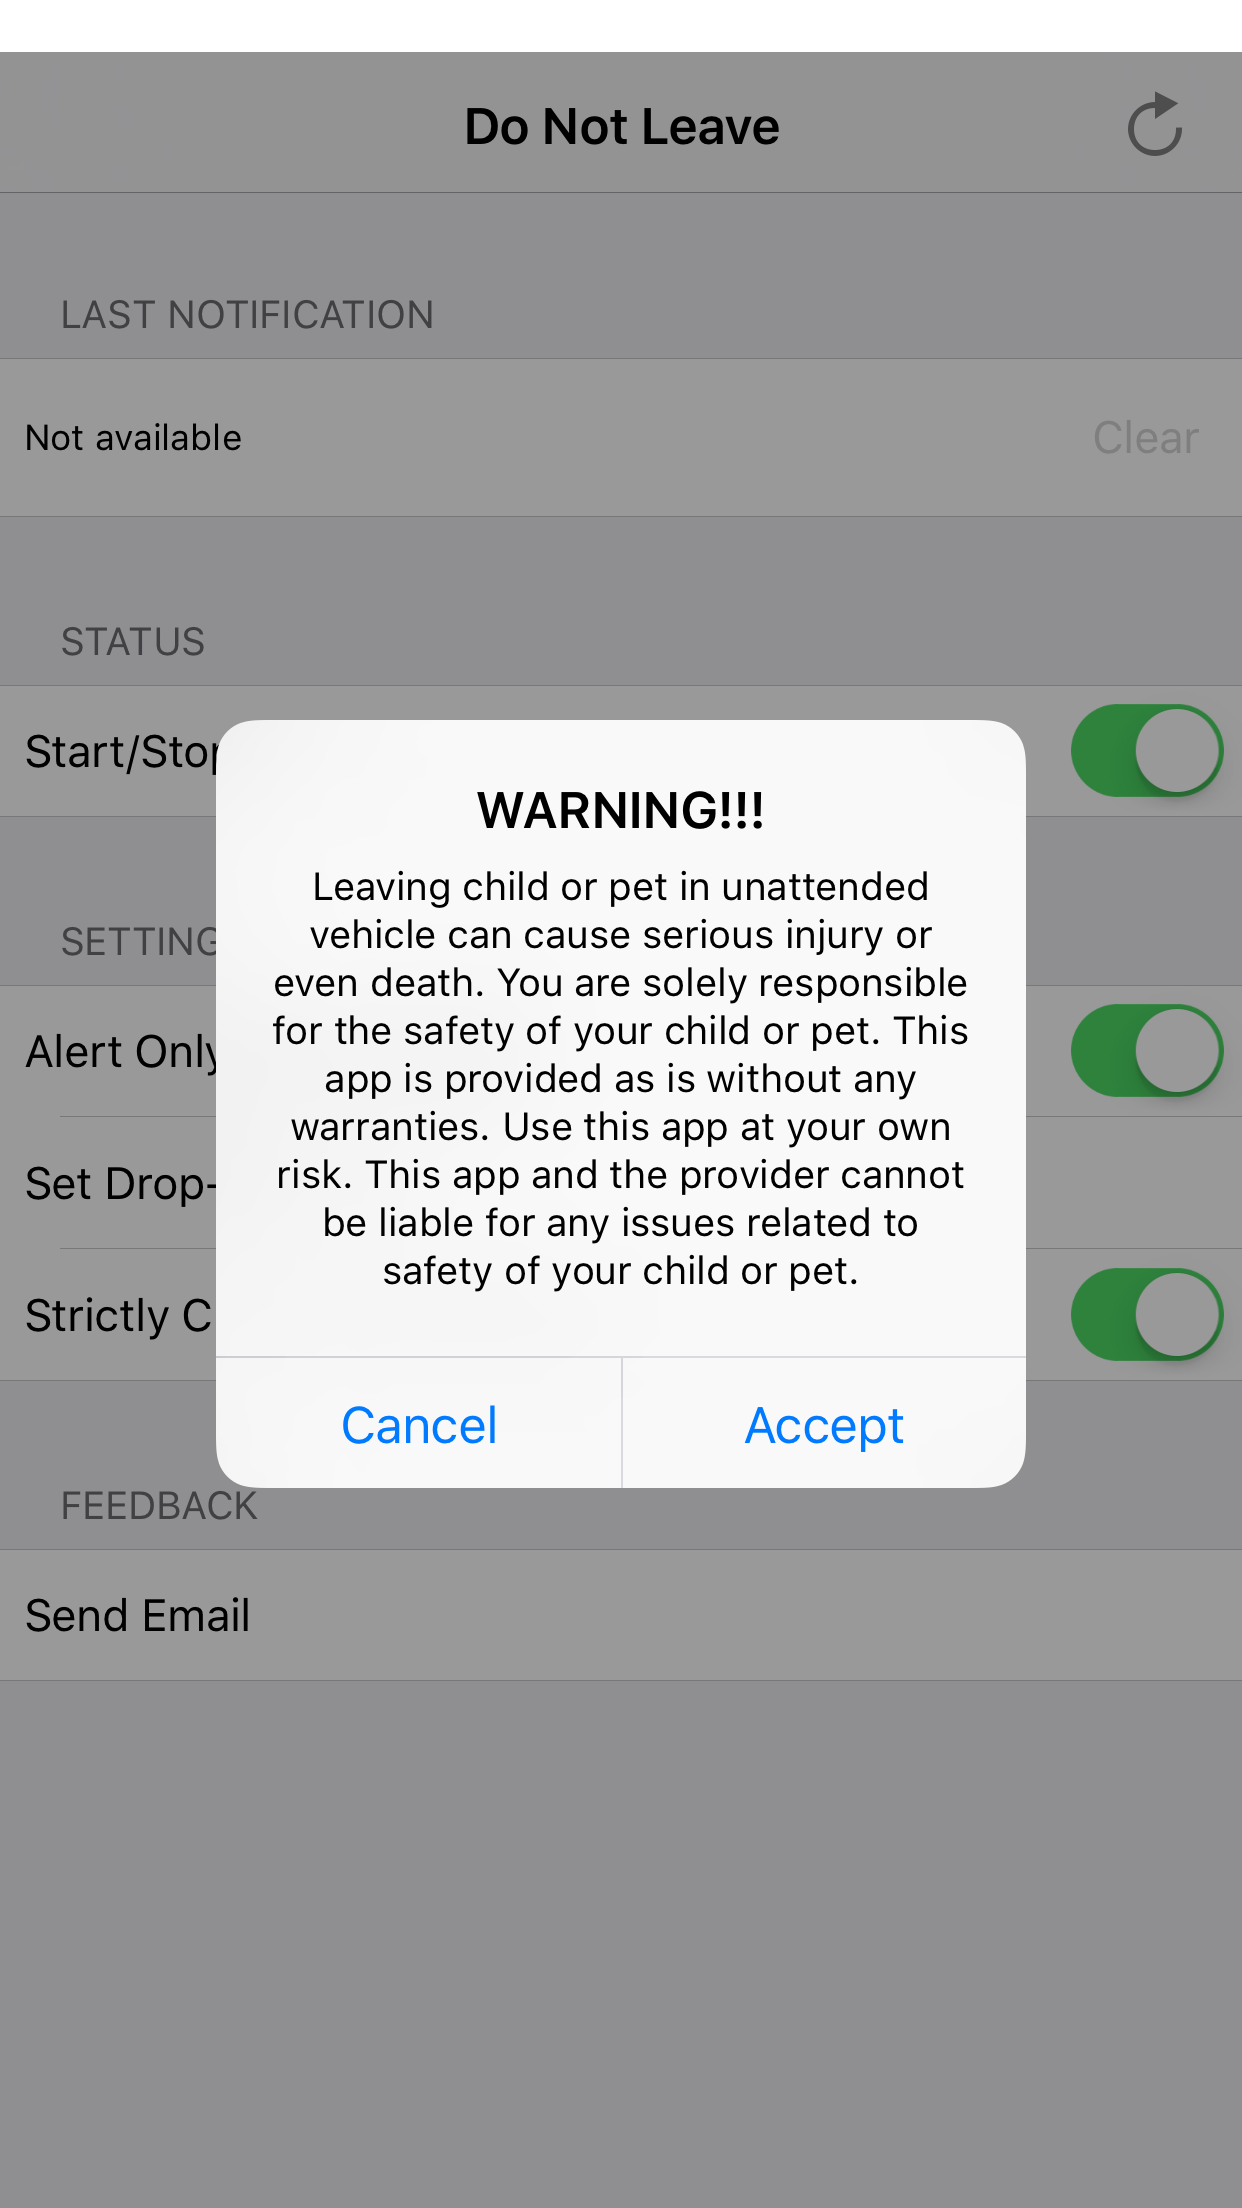 Do Not Leave
LAST NOTIFICATION
Not available
Clear
STATUS
Start/Stop
WARNING!!!
Leaving child or pet in unattended
vehicle can cause serious injury or
even death. You are solely responsible
for the safety of your child or pet. This
app is provided as is without any
warranties. Use this app at your own
risk. This app and the provider cannot
be liable for any issues related to
safety of your child or pet.
Cancel
Accept
SETTING
Alert Only
Set Drop-
Strictly C
FEEDBACK
Send Email